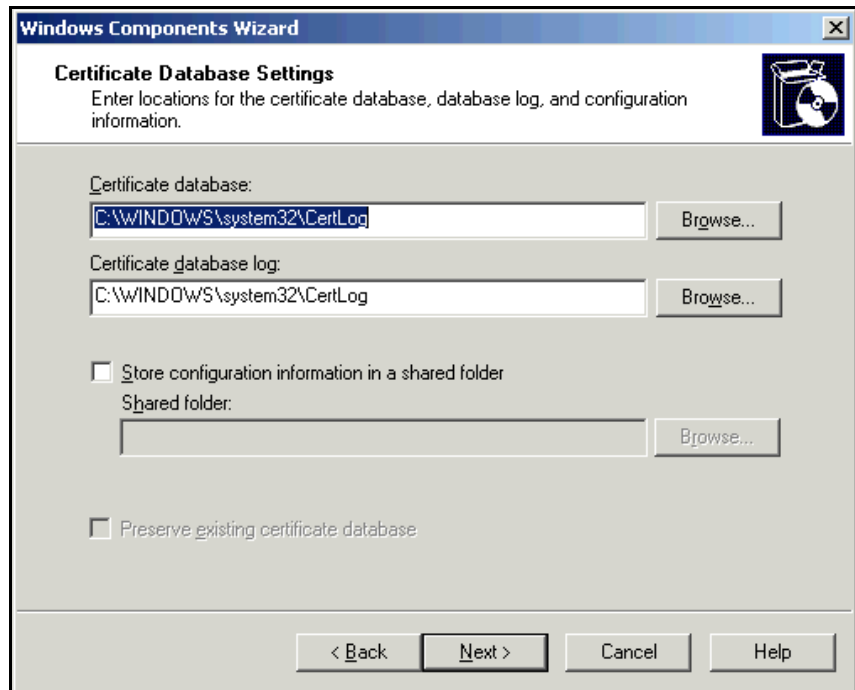 Windows Components Wizard
Certificate Database Settings
Enter locations for the certificate database, database log, and configuration
information.
Certificate database:
C:\WINDOWS\system32\CertLog
Browse...
Certificate database log:
C:\WINDOWS\system32\CertLog
Browse...
Store configuration information in a shared folder
Shared folder:
Browse...
Preserve existing certificate database
< Back
Next >
Cancel
Help